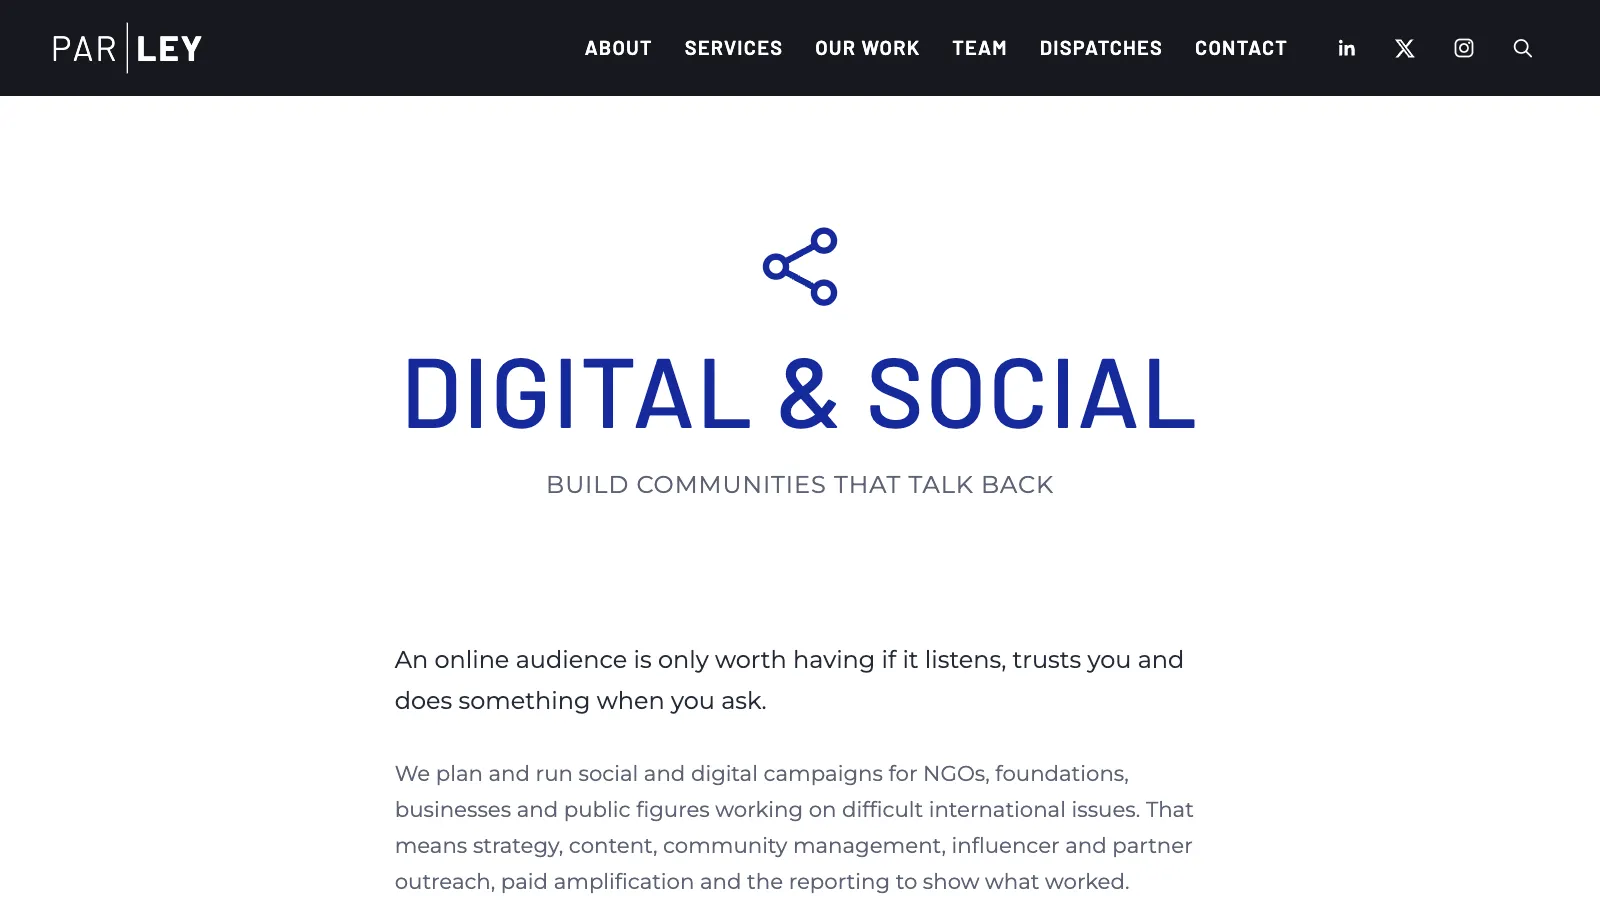 PAR|LEY
ABOUT SERVICES OUR WORK TEAM DISPATCHES CONTACT
DIGITAL & SOCIAL
BUILD COMMUNITIES THAT TALK BACK
An online audience is only worth having if it listens, trusts you and
does something when you ask.
We plan and run social and digital campaigns for NGOs, foundations,
businesses and public figures working on difficult international issues. That
means strategy, content, community management, influencer and partner
outreach, paid amplification and the reporting to show what worked.